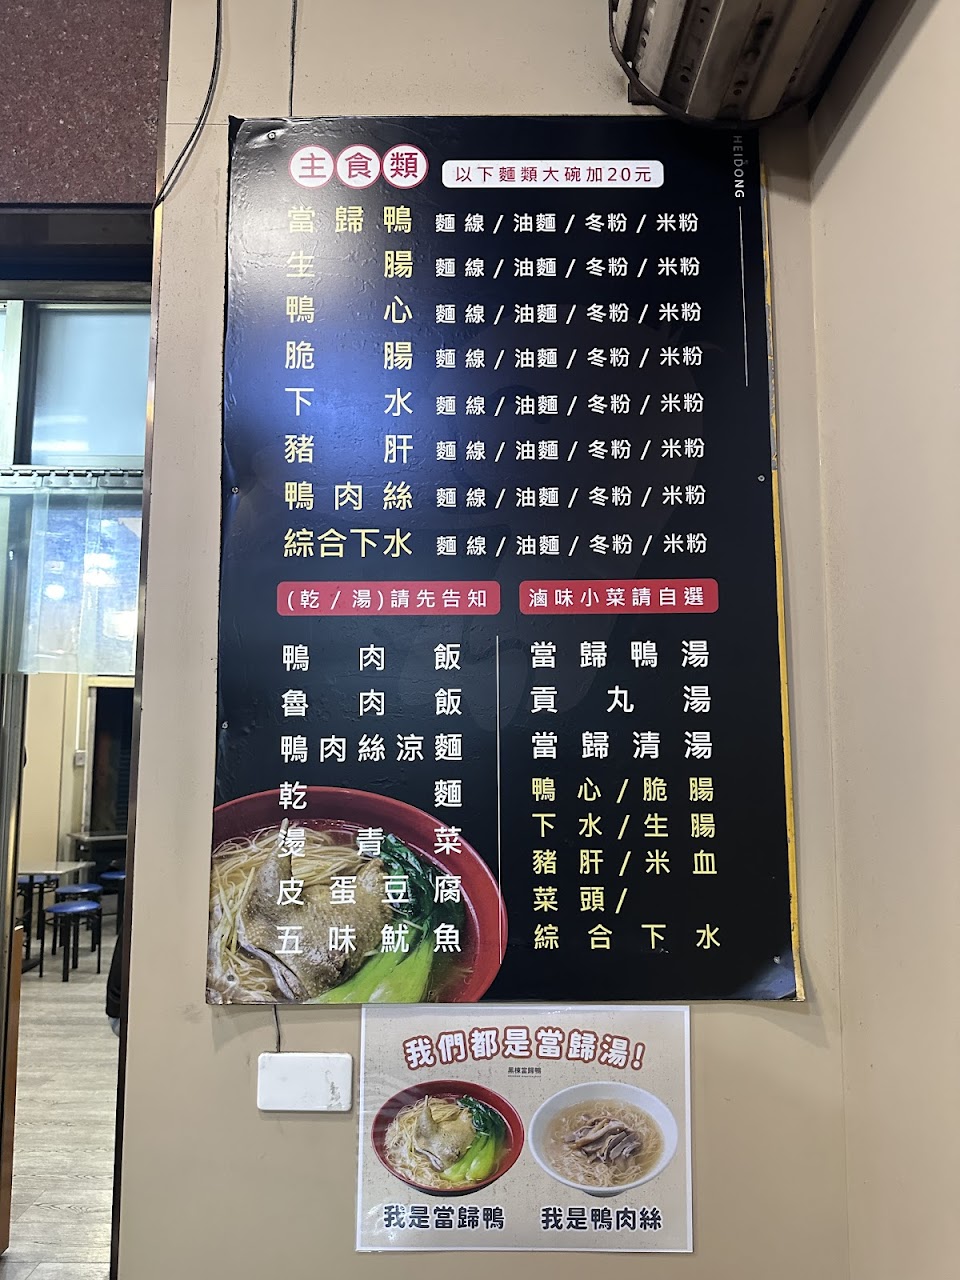 主食類 以下麵類大碗加20元
HEIDONG
當歸鴨 麵線/油麵/冬粉/米粉
生腸 麵線/油麵/冬粉/米粉
鴨心 麵線/油麵/冬粉/米粉
脆腸 麵線/油麵/冬粉/米粉
下水 麵線/油麵/冬粉/米粉
豬肝 麵線/油麵/冬粉/米粉
鴨肉絲 麵線/油麵/冬粉/米粉
綜合下水 麵線/油麵/冬粉/米粉
(乾/湯)請先告知
鴨肉飯
魯肉飯
鴨肉絲涼麵
乾麵
燙青菜
皮蛋豆腐
五味魷魚
滷味小菜請自選
當歸鴨湯
貢丸湯
當歸清湯
鴨心/脆腸
下水/生腸
豬肝/米血
菜頭/
綜合下水
我們都是當歸湯!
黑棟當歸鴨
我是當歸鴨 我是鴨肉絲